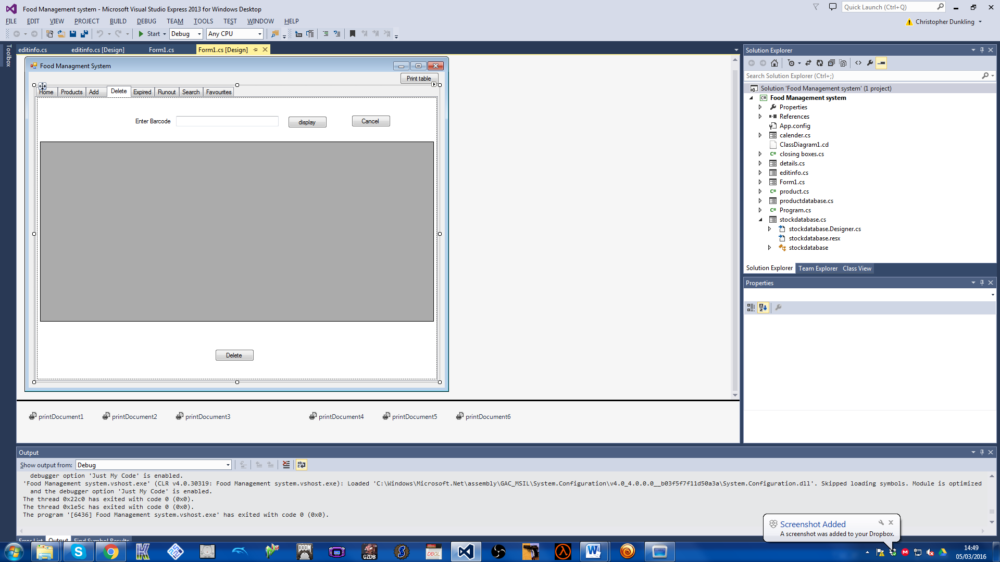 Food Management system - Microsoft Visual Studio Express 2013 for Windows Desktop
Quick Launch (Ctrl+Q)
FILE EDIT VIEW PROJECT BUILD DEBUG TEAM TOOLS TEST WINDOW HELP
Christopher Dunkling
Start Debug Any CPU
Toolbox
editinfo.cs editinfo.cs [Design] Form1.cs Form1.cs [Design]
Food Managment System
Print table
Home Products Add Delete Expired Runout Search Favourites
Enter Barcode display Cancel
Delete
printDocument1 printDocument2 printDocument3 printDocument4 printDocument5 printDocument6
Solution Explorer
Search Solution Explorer (Ctrl+;)
Solution 'Food Management system' (1 project)
C# Food Management system
Properties
References
App.config
calender.cs
ClassDiagram1.cd
C# closing boxes.cs
details.cs
editinfo.cs
Form1.cs
C# product.cs
productdatabase.cs
C# Program.cs
stockdatabase.cs
stockdatabase.Designer.cs
stockdatabase.resx
stockdatabase
Solution Explorer Team Explorer Class View
Properties
Output
Show output from: Debug
debugger option 'Just My Code' is enabled.
'Food Management system.vshost.exe' (CLR v4.0.30319: Food Management system.vshost.exe): Loaded 'C:\Windows\Microsoft.Net\assembly\GAC_MSIL\System.Configuration\v4.0_4.0.0.0__b03f5f7f11d50a3a\System.Configuration.dll'. Skipped loading symbols. Module is optimized
and the debugger option 'Just My Code' is enabled.
The thread 0x22c0 has exited with code 0 (0x0).
The thread 0x1e5c has exited with code 0 (0x0).
The program '[6436] Food Management system.vshost.exe' has exited with code 0 (0x0).
Error List Output Find Symbol Results
Screenshot Added
A screenshot was added to your Dropbox.
DOOM
GZDB
DBGL
14:49
05/03/2016